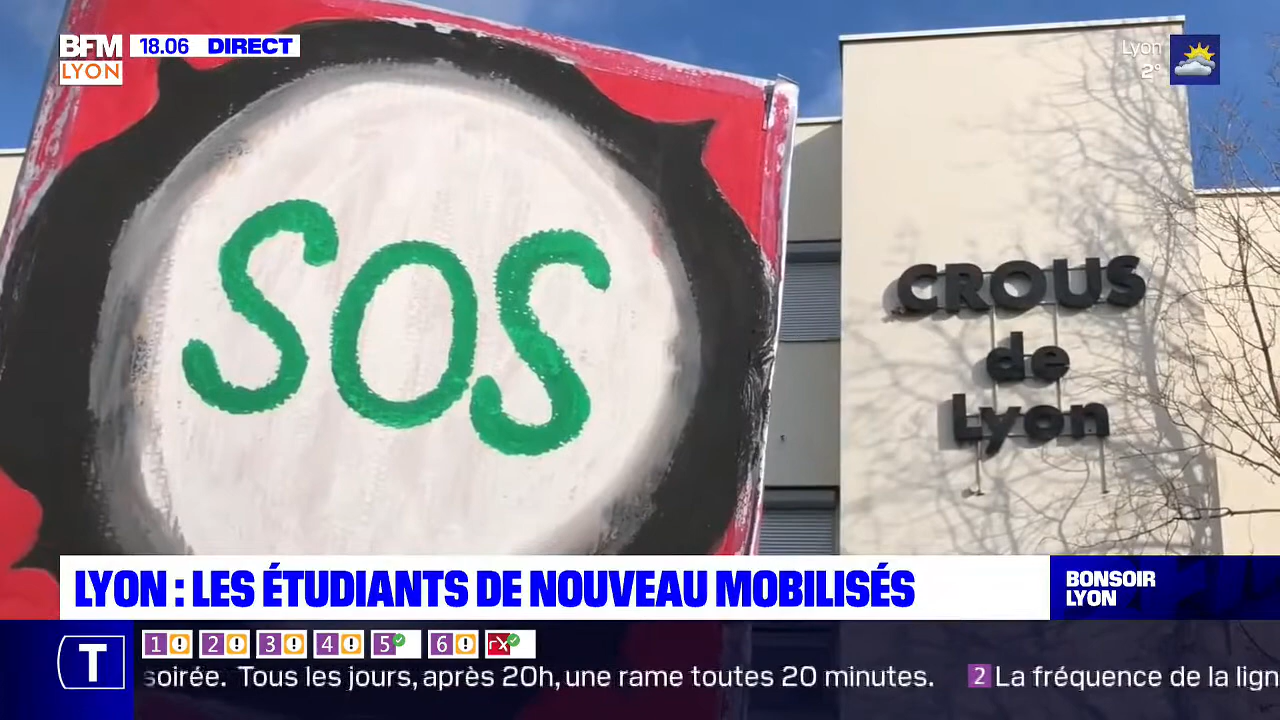 BFM
LYON
18.06 DIRECT
Lyon
2°
SOS
CROUS
de
Lyon
LYON : LES ÉTUDIANTS DE NOUVEAU MOBILISÉS
BONSOIR
LYON
T
1 2 3 4 5 6 rX
soirée. Tous les jours, après 20h, une rame toutes 20 minutes. 2 La fréquence de la lign